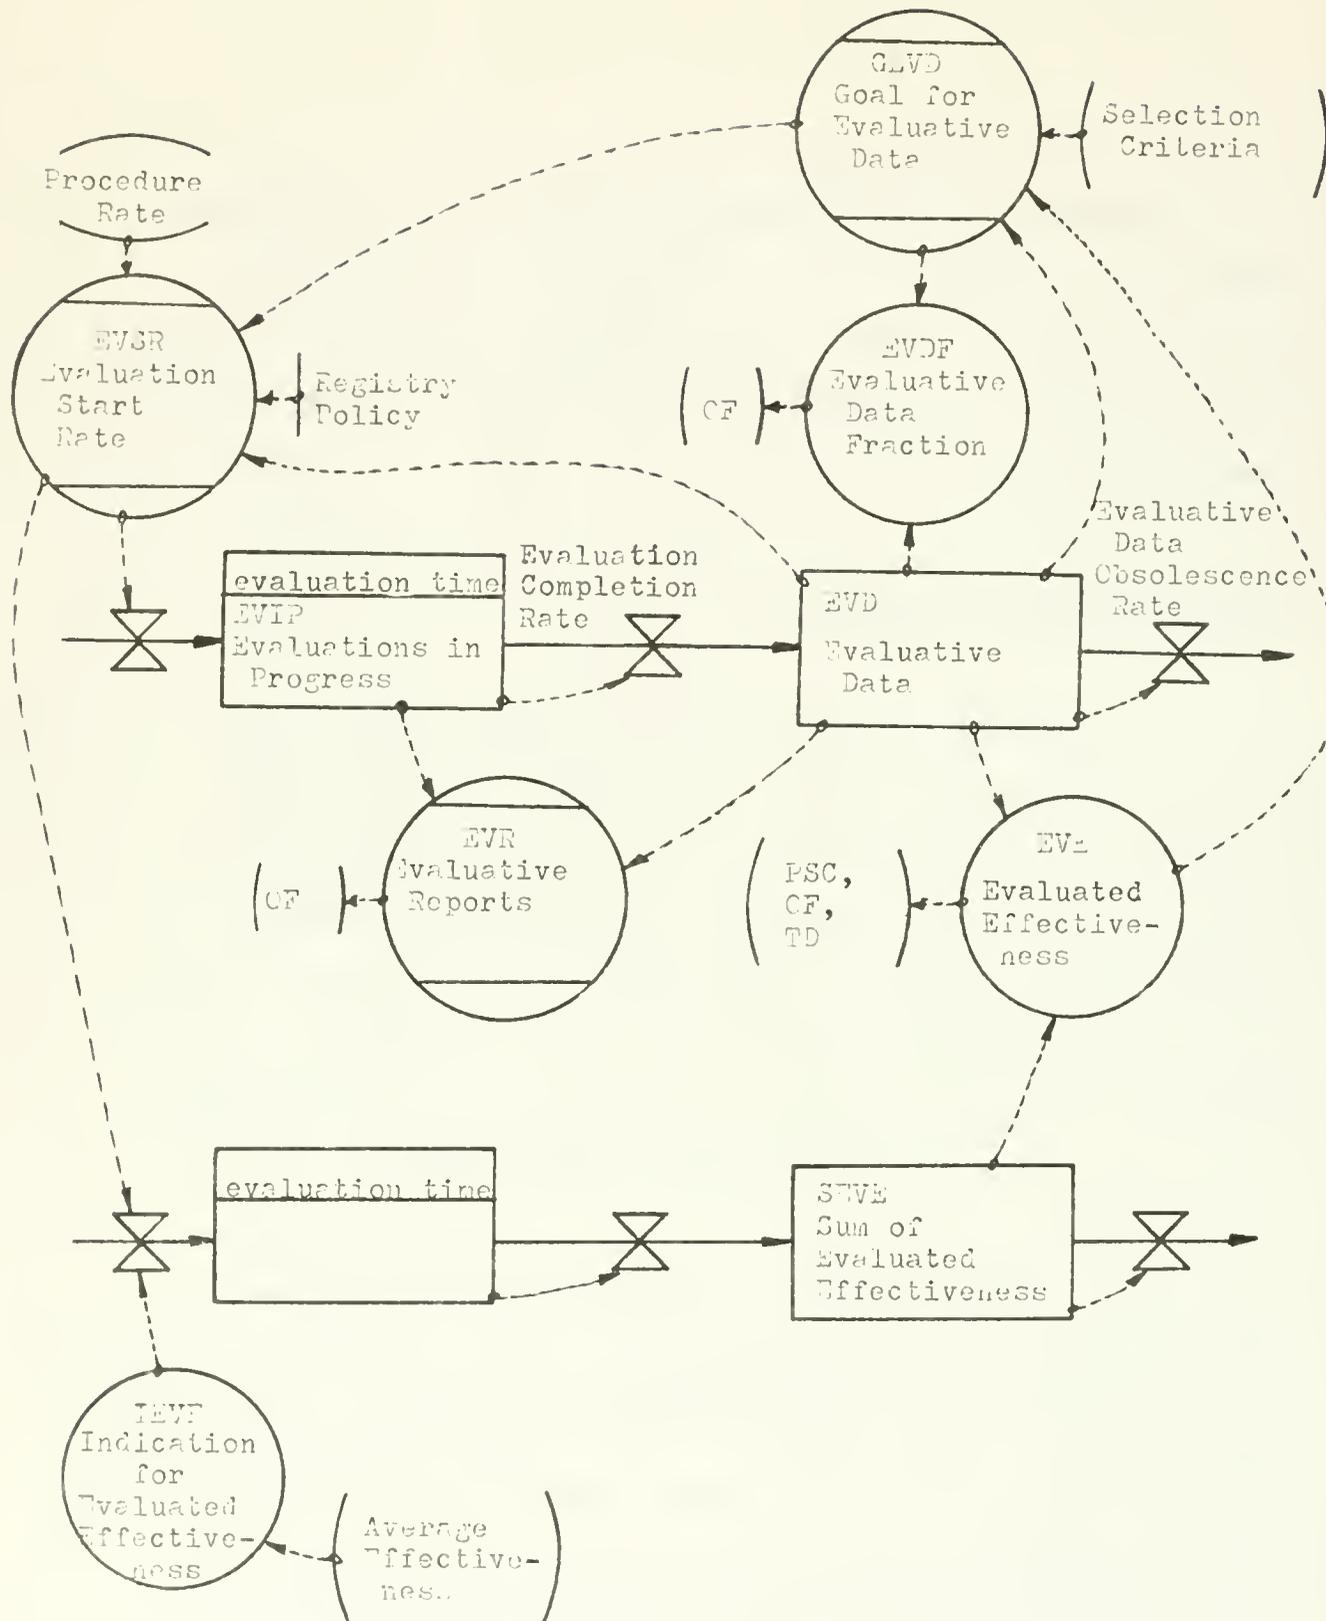 Goal for
Evaluative
Data
Selection
Criteria
Procedure
Rate
EVSR
Evaluation
Start
Rate
Registry
Policy
EVDF
Evaluative
Data
Fraction
CF
Evaluative
Data
Obsolescence
Rate
Evaluation
Completion
Rate
evaluation time
EVIP
Evaluations in
Progress
EVD
Evaluative
Data
EVR
Evaluative
Reports
PSC,
CF,
TD
Evaluated
Effective-
ness
evaluation time
SEVE
Sum of
Evaluated
Effectiveness
Indication
for
Evaluated
Effective-
ness
Average
Effective-